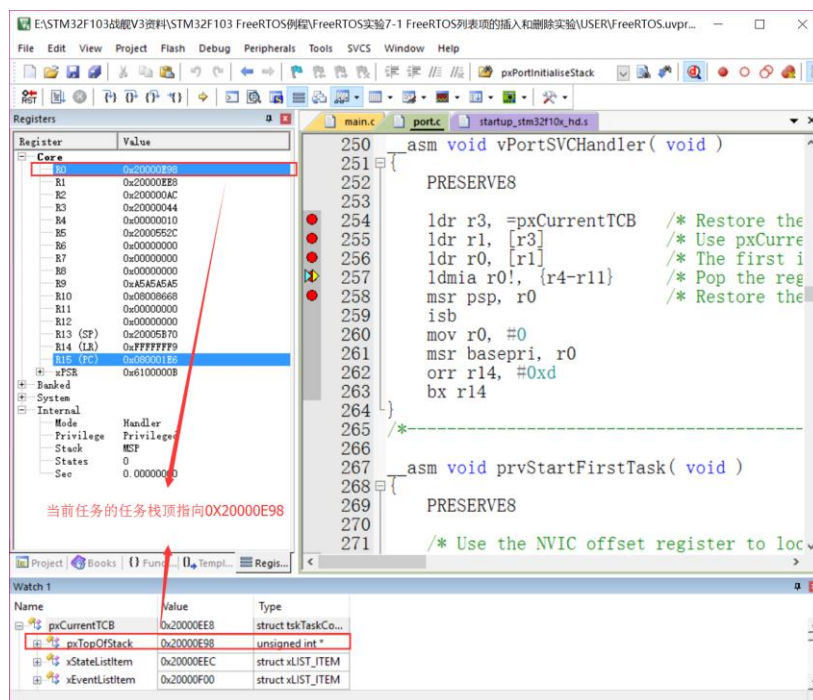 E:\STM32F103战舰V3资料\STM32F103 FreeRTOS例程\FreeRTOS实验7-1 FreeRTOS列表项的插入和删除实验\USER\FreeRTOS.uvpr...
File Edit View Project Flash Debug Peripherals Tools SVCS Window Help
pxPortInitialiseStack
RST
Registers
main.c port.c startup_stm32f10x_hd.s
Register Value
Core
R0 0x20000E98
R1 0x20000EE8
R2 0x200000AC
R3 0x20000044
R4 0x00000010
R5 0x2000552C
R6 0x00000000
R7 0x00000000
R8 0x00000000
R9 0xA5A5A5A5
R10 0x08008668
R11 0x00000000
R12 0x00000000
R13 (SP) 0x20005B70
R14 (LR) 0xFFFFFFF9
R15 (PC) 0x080001E6
xPSR 0x6100000B
Banked
System
Internal
Mode Handler
Privilege Privileged
Stack MSP
States 0
Sec 0.00000000
当前任务的任务栈顶指向0X20000E98
250 __asm void vPortSVCHandler( void )
251 {
252 PRESERVE8
253
254 ldr r3, =pxCurrentTCB /* Restore the
255 ldr r1, [r3] /* Use pxCurre
256 ldr r0, [r1] /* The first i
257 ldmia r0!, {r4-r11} /* Pop the reg
258 msr psp, r0 /* Restore the
259 isb
260 mov r0, #0
261 msr basepri, r0
262 orr r14, #0xd
263 bx r14
264 }
265 /*-----------------------------------------
266
267 __asm void prvStartFirstTask( void )
268 {
269 PRESERVE8
270
271 /* Use the NVIC offset register to loc
Project Books {} Func... Templ... Regis...
Watch 1
Name Value Type
pxCurrentTCB 0x20000EE8 struct tskTaskCo...
pxTopOfStack 0x20000E98 unsigned int *
xStateListItem 0x20000EEC struct xLIST_ITEM
xEventListItem 0x20000F00 struct xLIST_ITEM